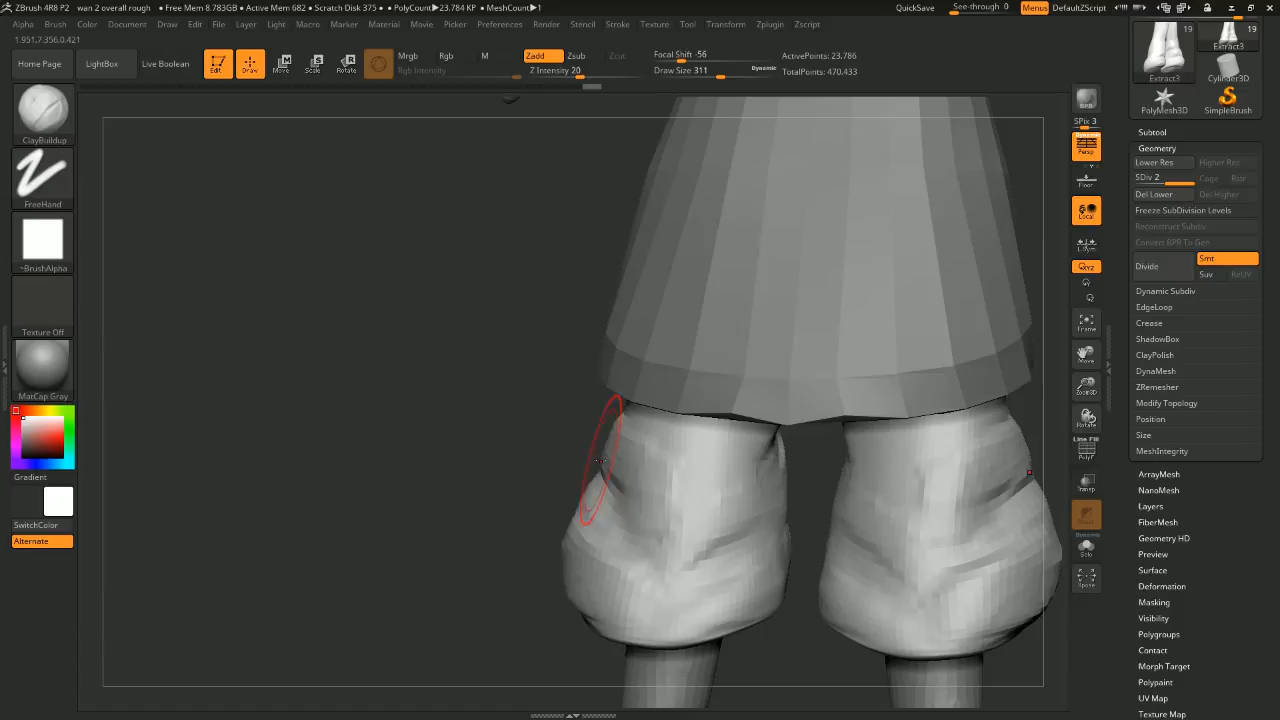 ZBrush 4R8 P2 wan 2 overall rough • Free Mem 8.783GB • Active Mem 682 • Scratch Disk 375 • PolyCount▶23.784 KP • MeshCount▶1 QuickSave See-through 0 Menus DefaultZScript
Alpha Brush Color Document Draw Edit File Layer Light Macro Marker Material Movie Picker Preferences Render Stencil Stroke Texture Tool Transform Zplugin Zscript
1.951,7.356,0.421
Home Page LightBox Live Boolean Edit Draw Move Scale Rotate
Mrgb Rgb M Zadd Zsub Zcut
Rgb Intensity Z Intensity 20
Focal Shift -56
Draw Size 311 Dynamic
ActivePoints: 23,786
TotalPoints: 470,433
ClayBuildup
FreeHand
~BrushAlpha
Texture Off
MatCap Gray
Gradient
SwitchColor
Alternate
BPR
SPix 3
Dynamic
Persp
Floor
Local
L.Sym
XYZ
Frame
Move
Zoom3D
Rotate
Line Fill
PolyF
Transp
Dynamic
Solo
Xpose
19 19
Extract3
Extract3 Cylinder3D
PolyMesh3D SimpleBrush
Subtool
Geometry
Lower Res Higher Res
SDiv 2 Cage Rstr
Del Lower Del Higher
Freeze SubDivision Levels
Reconstruct Subdiv
Convert BPR To Geo
Divide Smt
Suv ReUV
Dynamic Subdiv
EdgeLoop
Crease
ShadowBox
ClayPolish
DynaMesh
ZRemesher
Modify Topology
Position
Size
MeshIntegrity
ArrayMesh
NanoMesh
Layers
FiberMesh
Geometry HD
Preview
Surface
Deformation
Masking
Visibility
Polygroups
Contact
Morph Target
Polypaint
UV Map
Texture Map